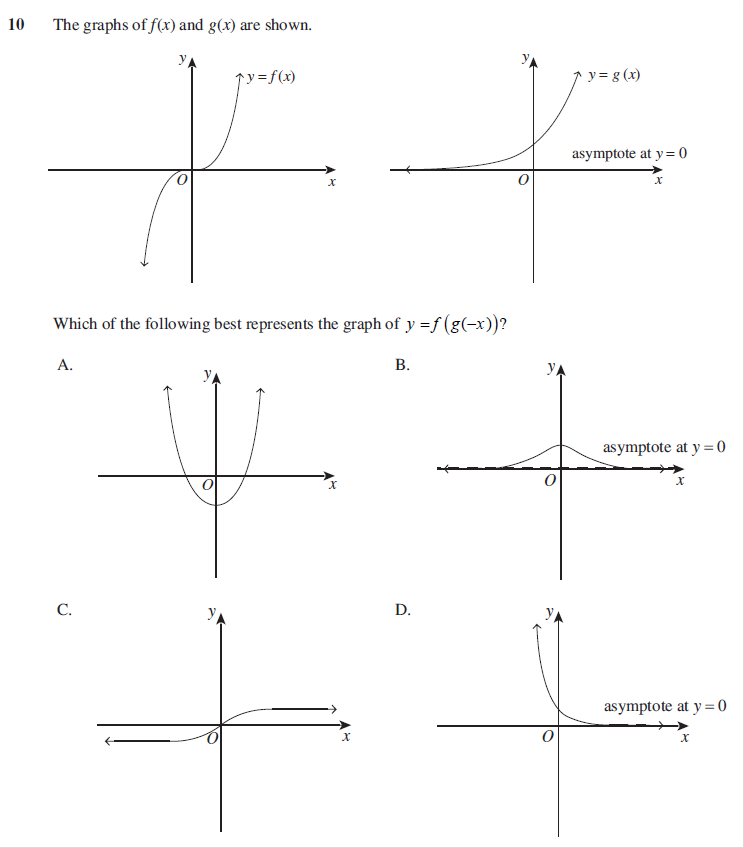 10 The graphs of f(x) and g(x) are shown.
y y = f(x) y y = g (x)
asymptote at y = 0
O x O x
Which of the following best represents the graph of y = f (g(−x))?
A. B.
y y
asymptote at y = 0
O x O x
C. D.
y y
asymptote at y = 0
O x O x